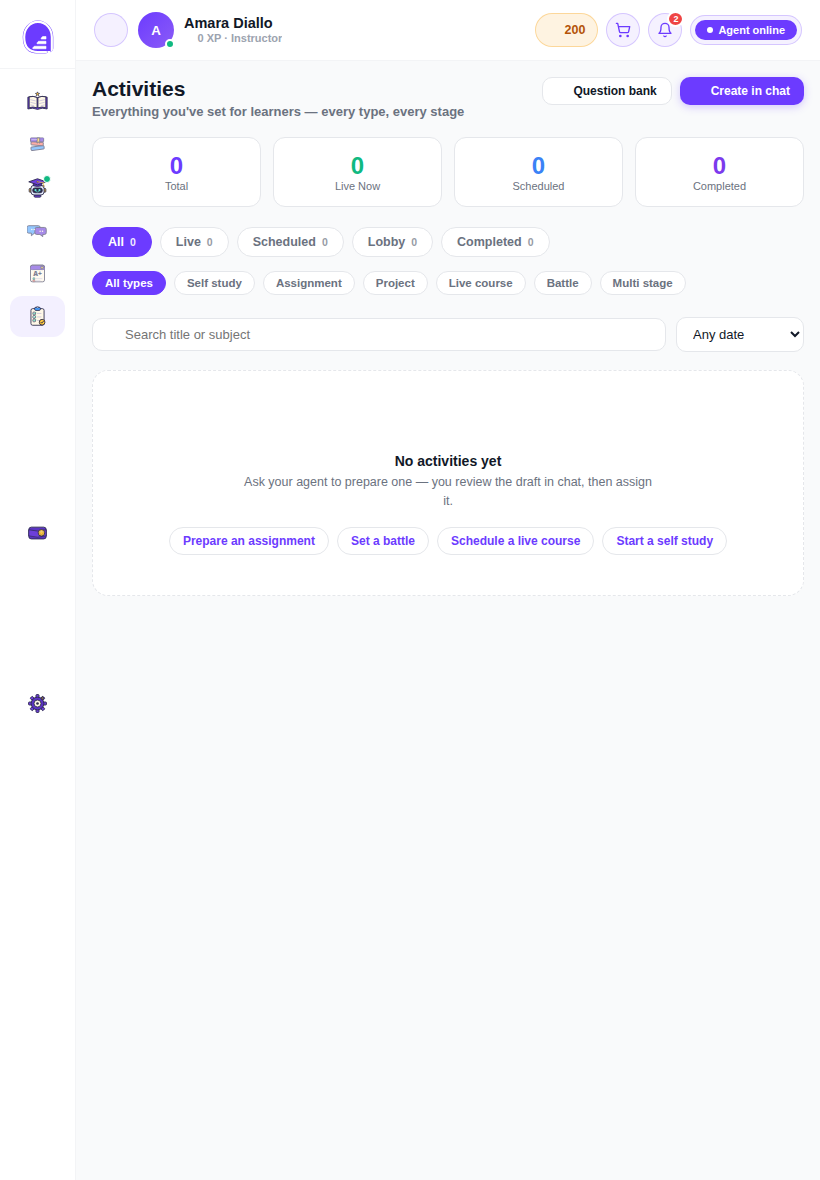 A
Amara Diallo
0 XP · Instructor
200
2
Agent online
Activities
Everything you've set for learners — every type, every stage
Question bank
Create in chat
0
Total
0
Live Now
0
Scheduled
0
Completed
All 0
Live 0
Scheduled 0
Lobby 0
Completed 0
All types
Self study
Assignment
Project
Live course
Battle
Multi stage
Search title or subject
Any date
No activities yet
Ask your agent to prepare one — you review the draft in chat, then assign
it.
Prepare an assignment
Set a battle
Schedule a live course
Start a self study